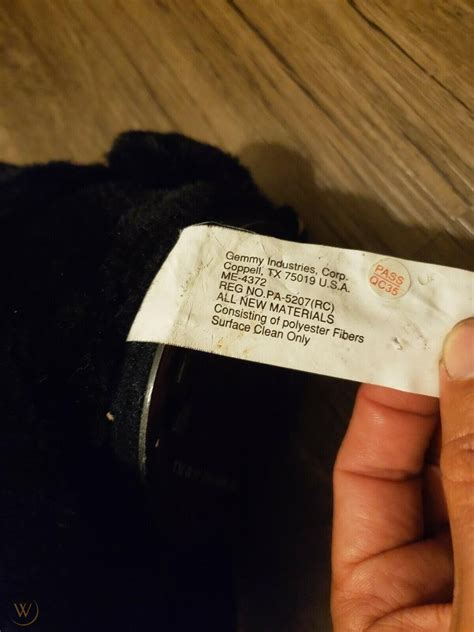 Gemmy Industries, Corp.
Coppell, TX 75019 U.S.A.
ME-4372
REG NO.PA-5207(RC)
ALL NEW MATERIALS
Consisting of polyester Fibers
Surface Clean Only
PASS
QC35
W